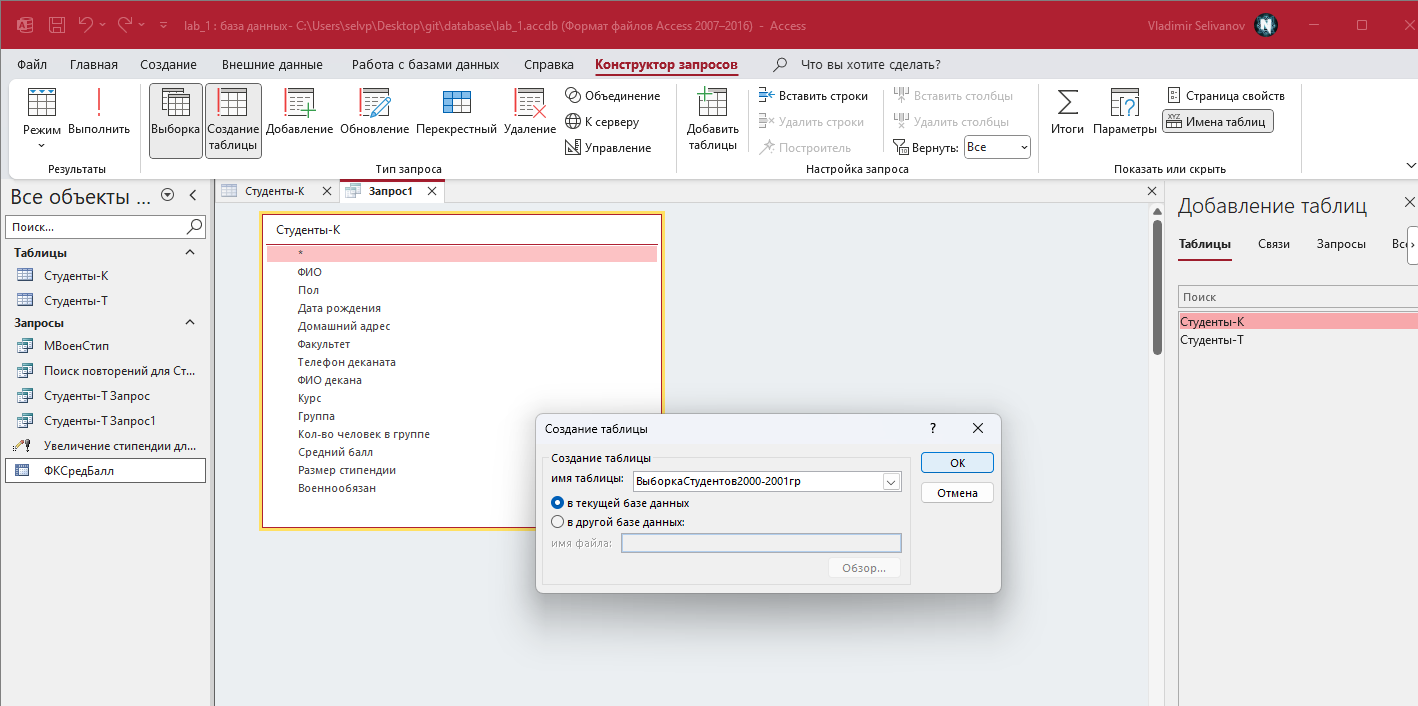 lab_1 : база данных- C:\Users\selvp\Desktop\git\database\lab_1.accdb (Формат файлов Access 2007–2016) - Access
Vladimir Selivanov
Файл Главная Создание Внешние данные Работа с базами данных Справка Конструктор запросов Что вы хотите сделать?
Режим
Выполнить
Результаты
Выборка
Создание таблицы
Добавление
Обновление
Перекрестный
Удаление
Объединение
К серверу
Управление
Тип запроса
Добавить таблицы
Вставить строки
Удалить строки
Построитель
Вставить столбцы
Удалить столбцы
Вернуть: Все
Настройка запроса
Итоги
Параметры
Страница свойств
XYZ Имена таблиц
Показать или скрыть
Все объекты ...
Поиск...
Таблицы
Студенты-К
Студенты-Т
Запросы
МВоенСтип
Поиск повторений для Ст...
Студенты-Т Запрос
Студенты-Т Запрос1
Увеличение стипендии дл...
ФКСредБалл
Студенты-К
Запрос1
Студенты-К
*
ФИО
Пол
Дата рождения
Домашний адрес
Факультет
Телефон деканата
ФИО декана
Курс
Группа
Кол-во человек в группе
Средний балл
Размер стипендии
Военнообязан
Создание таблицы ?
Создание таблицы
имя таблицы: ВыборкаСтудентов2000-2001гр
в текущей базе данных
в другой базе данных:
имя файла:
Обзор...
ОК
Отмена
Добавление таблиц
Таблицы Связи Запросы Все
Поиск
Студенты-К
Студенты-Т